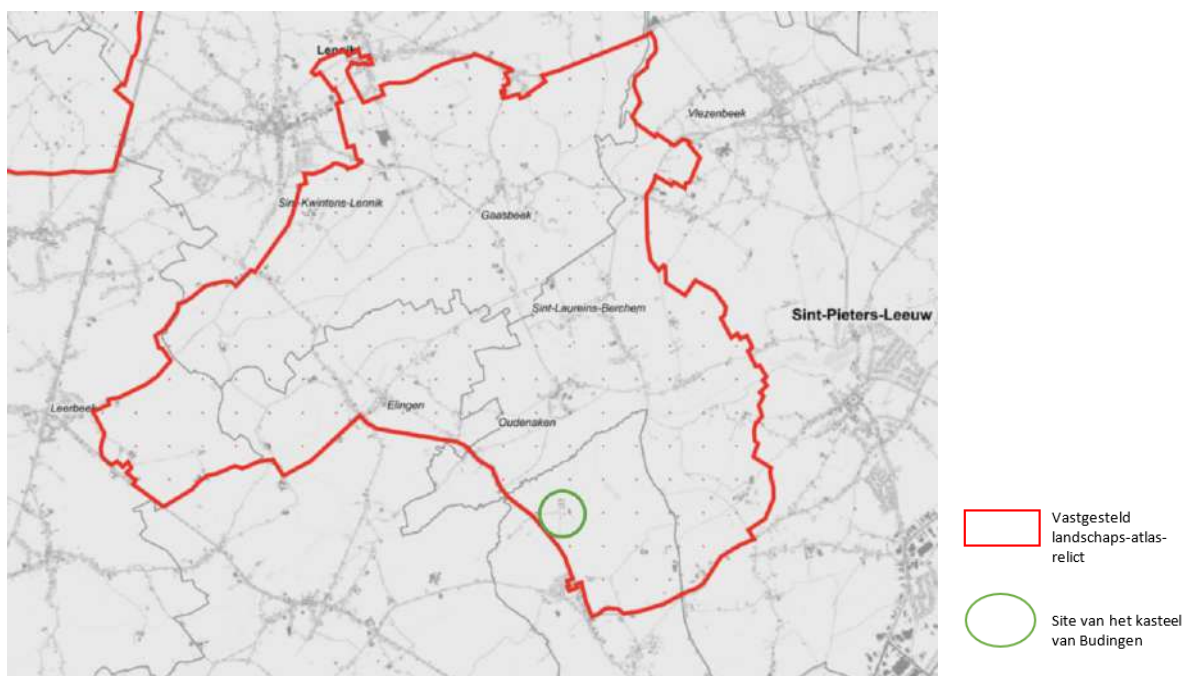 Vlezenbeek
Sint-Kwintens-Lennik
Gaasbeek
Sint-Laureins-Berchem
Sint-Pieters-Leeuw
Leerbeek
Elingen
Oudenaken
Vastgesteld
landschaps-atlas-
relict
Site van het kasteel
van Budingen